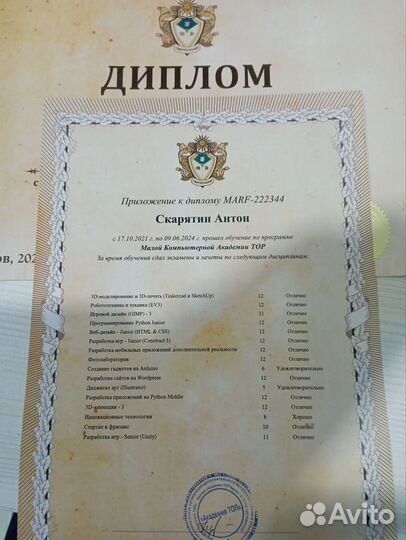 ДИПЛОМ
Приложение к диплому MARF-222344
Скарятин Антон
с 17.10.2021 г. по 09.06.2024 г. прошел обучение по программе
Малой Компьютерной Академии TOP
За время обучения сдал экзамены и зачеты по следующим дисциплинам:
ов, 202
3D-моделирование и 3D-печать (Tinkercad и SketchUp) 12 Отлично
Робототехника и техника (EV3) 12 Отлично
Игровой дизайн (GIMP) - 3 11 Отлично
Программирование Python Junior 12 Отлично
Веб-дизайн - Junior (HTML & CSS) 12 Отлично
Разработка игр - Junior (Construct 3) 12 Отлично
Разработка мобильных приложений дополнительной реальности 12 Отлично
Фотолаборатория 12 Отлично
Создание гаджетов на Arduino 6 Удовлетворительно
Разработка сайтов на Wordpress 12 Отлично
Диджитал арт (Illustrator) 5 Удовлетворительно
Разработка приложений на Python Middle 12 Отлично
3D-анимация - 3 12 Отлично
Инновационные технологии 8 Хорошо
Стартап и фриланс 10 Отлично
Разработка игр - Senior (Unity) 11 Отлично
«Академия ТОП»
Avito